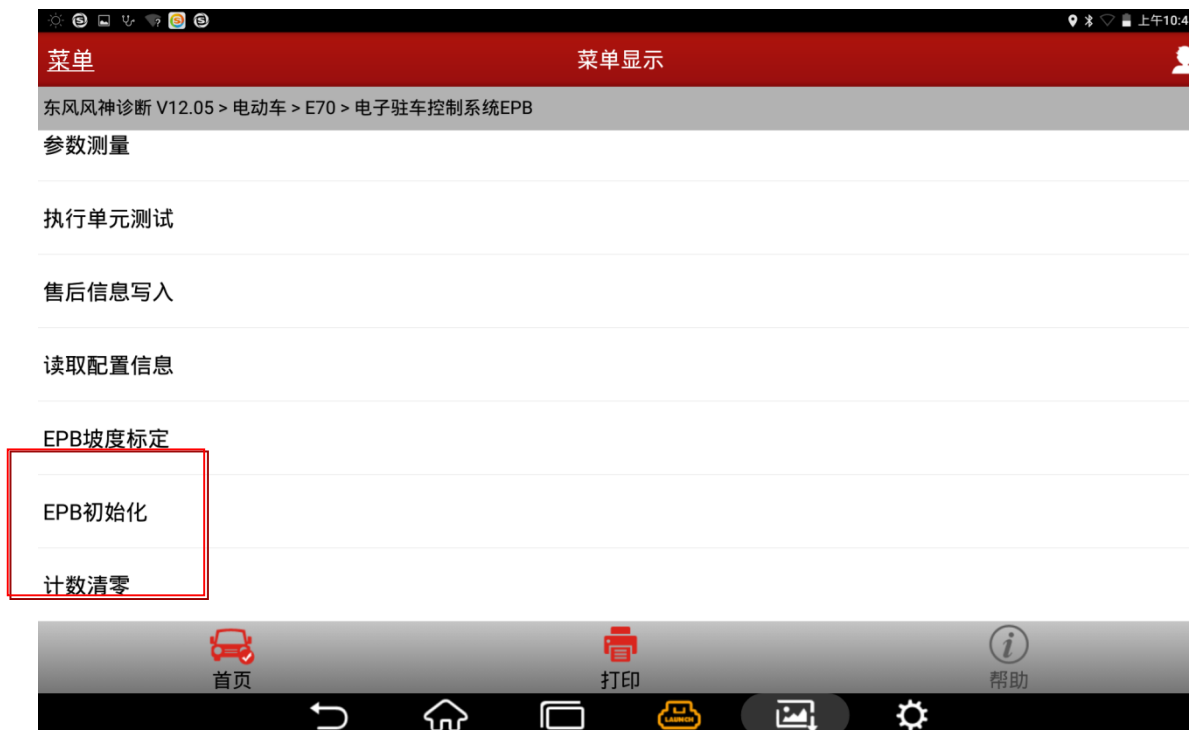 上午10:4
菜单
菜单显示
东风风神诊断 V12.05 > 电动车 > E70 > 电子驻车控制系统EPB
参数测量
执行单元测试
售后信息写入
读取配置信息
EPB坡度标定
EPB初始化
计数清零
首页
打印
帮助
LAUNCH